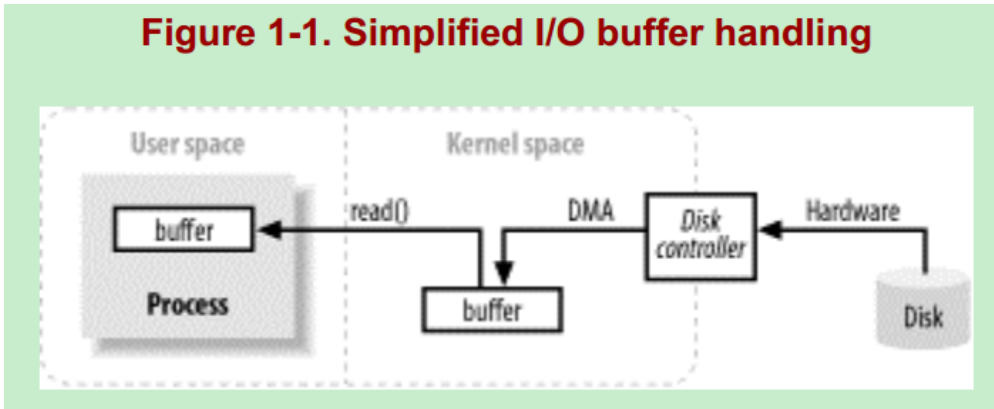 Figure 1-1. Simplified I/O buffer handling
User space
Kernel space
read()
DMA
Disk
controller
Hardware
buffer
Process
buffer
Disk